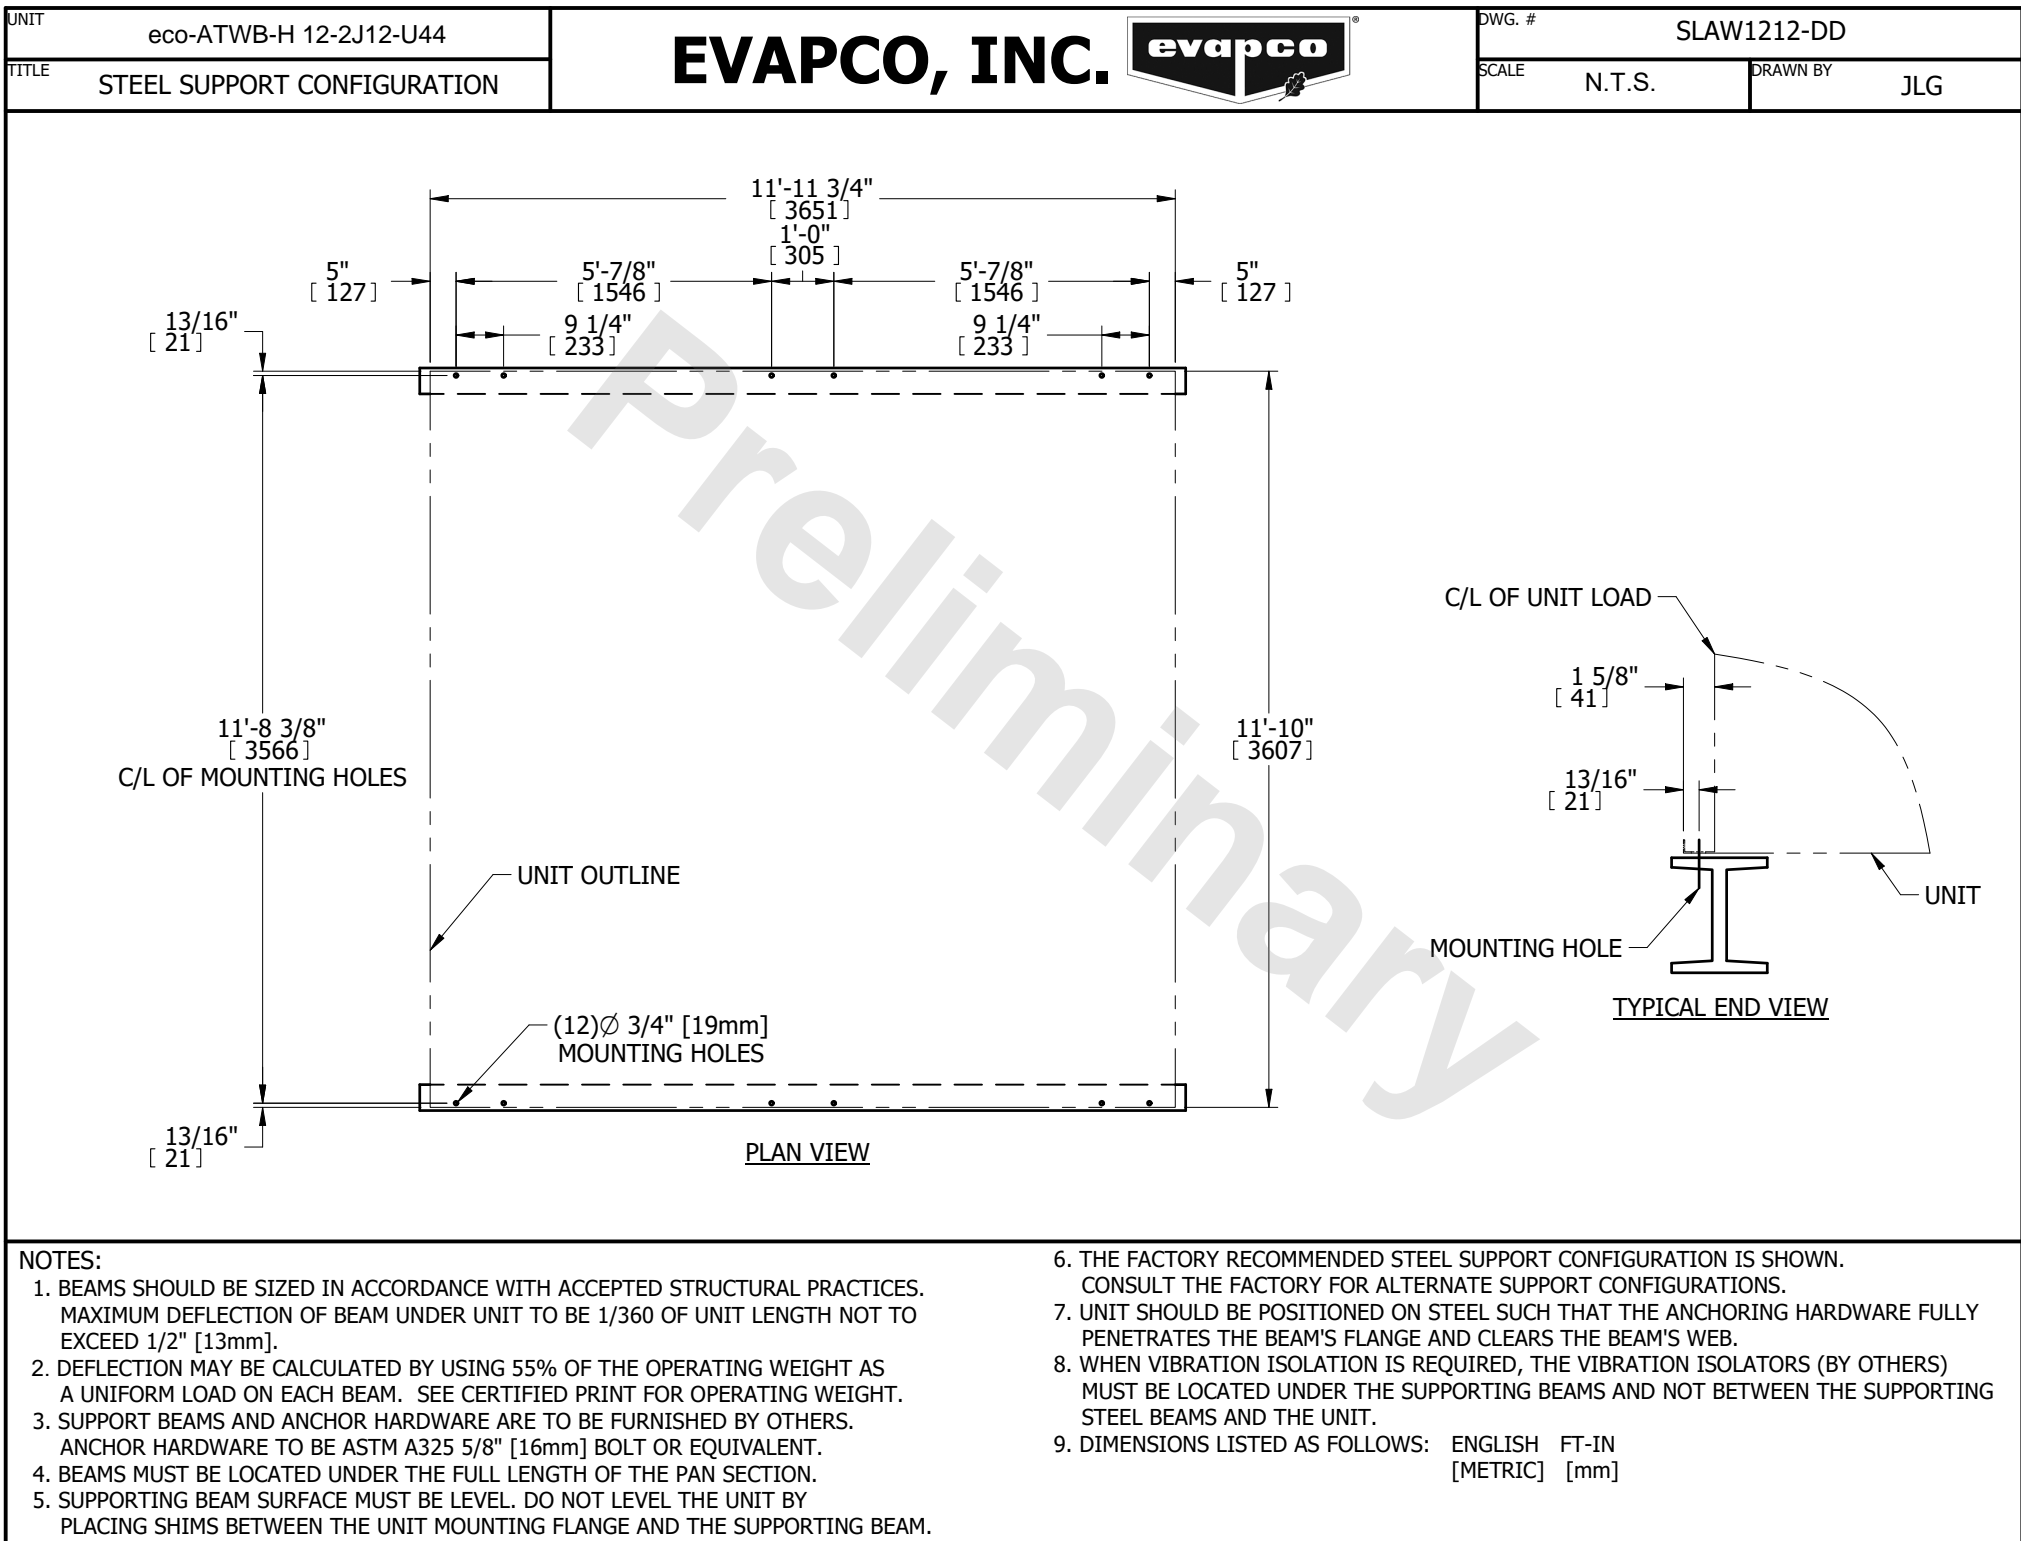 UNIT
eco-ATWB-H 12-2J12-U44
TITLE
STEEL SUPPORT CONFIGURATION
EVAPCO, INC.
evapco
®
DWG. #
SLAW1212-DD
SCALE
N.T.S.
DRAWN BY
JLG
11'-11 3/4"
[ 3651 ]
1'-0"
[ 305 ]
5"
[ 127 ]
5'-7/8"
[ 1546 ]
5'-7/8"
[ 1546 ]
5"
[ 127 ]
13/16"
[ 21 ]
9 1/4"
[ 233 ]
9 1/4"
[ 233 ]
Preliminary
11'-8 3/8"
[ 3566 ]
C/L OF MOUNTING HOLES
11'-10"
[ 3607 ]
UNIT OUTLINE
(12)∅ 3/4" [19mm]
MOUNTING HOLES
13/16"
[ 21 ]
PLAN VIEW
C/L OF UNIT LOAD
1 5/8"
[ 41 ]
13/16"
[ 21 ]
UNIT
MOUNTING HOLE
TYPICAL END VIEW
NOTES:
1. BEAMS SHOULD BE SIZED IN ACCORDANCE WITH ACCEPTED STRUCTURAL PRACTICES.
MAXIMUM DEFLECTION OF BEAM UNDER UNIT TO BE 1/360 OF UNIT LENGTH NOT TO
EXCEED 1/2" [13mm].
2. DEFLECTION MAY BE CALCULATED BY USING 55% OF THE OPERATING WEIGHT AS
A UNIFORM LOAD ON EACH BEAM. SEE CERTIFIED PRINT FOR OPERATING WEIGHT.
3. SUPPORT BEAMS AND ANCHOR HARDWARE ARE TO BE FURNISHED BY OTHERS.
ANCHOR HARDWARE TO BE ASTM A325 5/8" [16mm] BOLT OR EQUIVALENT.
4. BEAMS MUST BE LOCATED UNDER THE FULL LENGTH OF THE PAN SECTION.
5. SUPPORTING BEAM SURFACE MUST BE LEVEL. DO NOT LEVEL THE UNIT BY
PLACING SHIMS BETWEEN THE UNIT MOUNTING FLANGE AND THE SUPPORTING BEAM.
6. THE FACTORY RECOMMENDED STEEL SUPPORT CONFIGURATION IS SHOWN.
CONSULT THE FACTORY FOR ALTERNATE SUPPORT CONFIGURATIONS.
7. UNIT SHOULD BE POSITIONED ON STEEL SUCH THAT THE ANCHORING HARDWARE FULLY
PENETRATES THE BEAM'S FLANGE AND CLEARS THE BEAM'S WEB.
8. WHEN VIBRATION ISOLATION IS REQUIRED, THE VIBRATION ISOLATORS (BY OTHERS)
MUST BE LOCATED UNDER THE SUPPORTING BEAMS AND NOT BETWEEN THE SUPPORTING
STEEL BEAMS AND THE UNIT.
9. DIMENSIONS LISTED AS FOLLOWS: ENGLISH FT-IN
[METRIC] [mm]